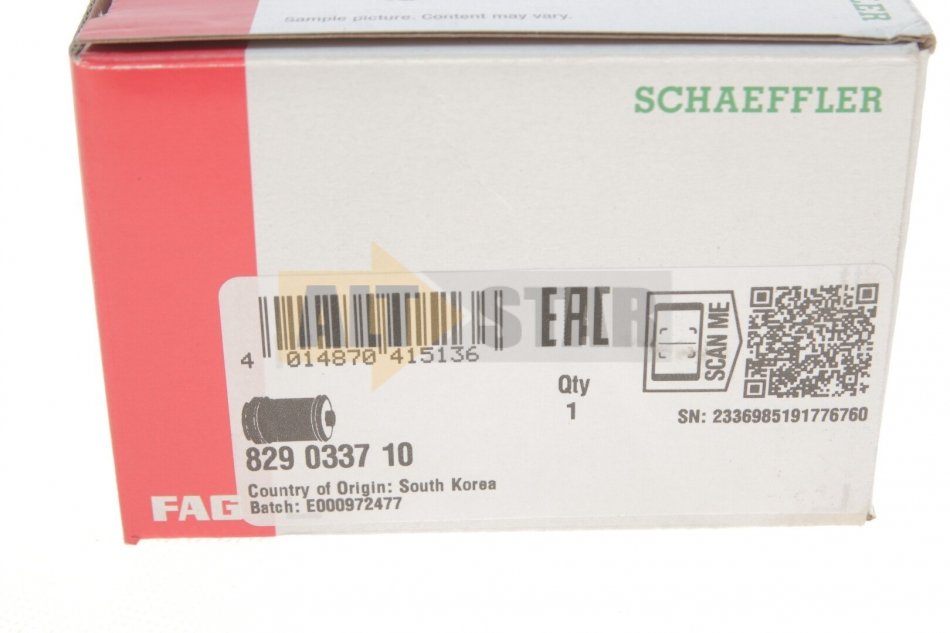 Sample picture. Content may vary.
LER
SCHAEFFLER
ALT STAR
EAC
4 014870 415136
SCAN ME
Qty
1
SN: 2336985191776760
829 0337 10
Country of Origin: South Korea
Batch: E000972477
FAG